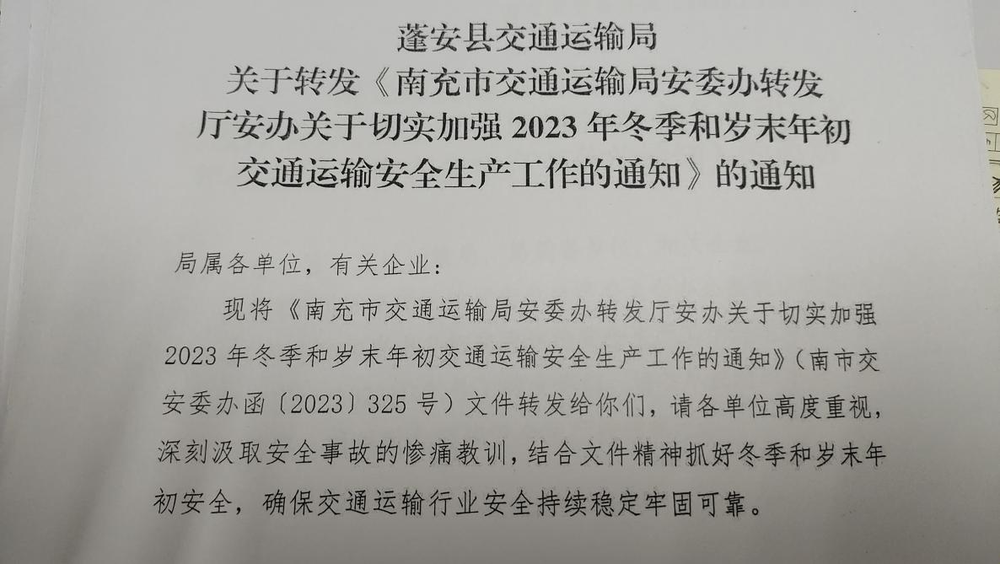 蓬安县交通运输局
关于转发《南充市交通运输局安委办转发
厅安办关于切实加强 2023 年冬季和岁末年初
交通运输安全生产工作的通知》的通知
局属各单位，有关企业：
现将《南充市交通运输局安委办转发厅安办关于切实加强
2023 年冬季和岁末年初交通运输安全生产工作的通知》（南市交
安委办函〔2023〕325 号）文件转发给你们，请各单位高度重视，
深刻汲取安全事故的惨痛教训，结合文件精神抓好冬季和岁末年
初安全，确保交通运输行业安全持续稳定牢固可靠。